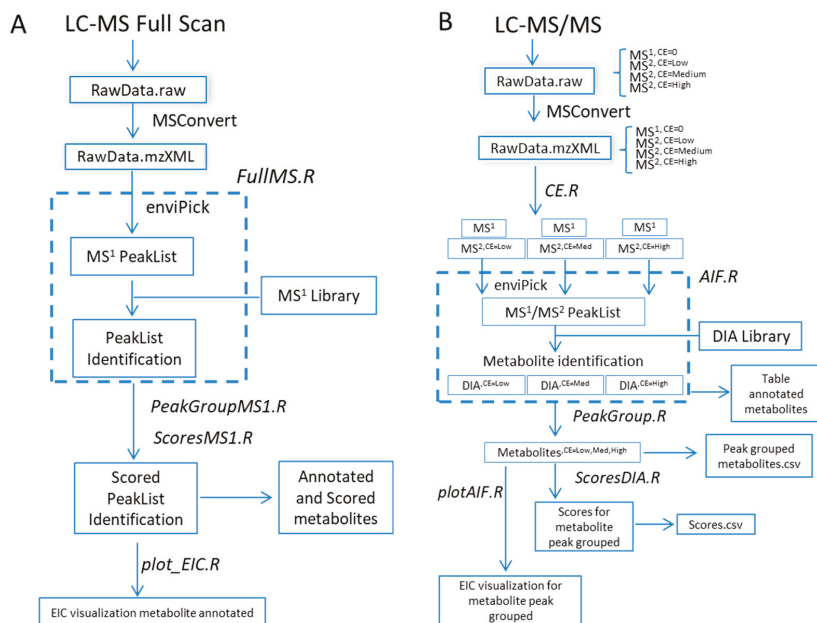 A
LC-MS Full Scan
RawData.raw
MSConvert
RawData.mzXML
FullMS.R
enviPick
MS¹ PeakList
MS¹ Library
PeakList
Identification
PeakGroupMS1.R
ScoresMS1.R
Scored
PeakList
Identification
Annotated
and Scored
metabolites
plot_EIC.R
EIC visualization metabolite annotated
B
LC-MS/MS
RawData.raw
MS1, CE=0
MS2, CE=Low
MS2, CE=Medium
MS2, CE=High
MSConvert
RawData.mzXML
MS1, CE=0
MS2, CE=Low
MS2, CE=Medium
MS2, CE=High
CE.R
MS¹ MS¹ MS¹
MS2,CE=Low MS2,CE=Med MS2,CE=High
AIF.R
enviPick
MS¹/MS² PeakList
DIA Library
Metabolite identification
DIA,CE=Low DIA,CE=Med DIA,CE=High
Table
annotated
metabolites
PeakGroup.R
Metabolites,CE=Low,Med,High
Peak grouped
metabolites.csv
plotAIF.R
ScoresDIA.R
Scores for
metabolite
peak grouped
Scores.csv
EIC visualization for
metabolite peak
grouped